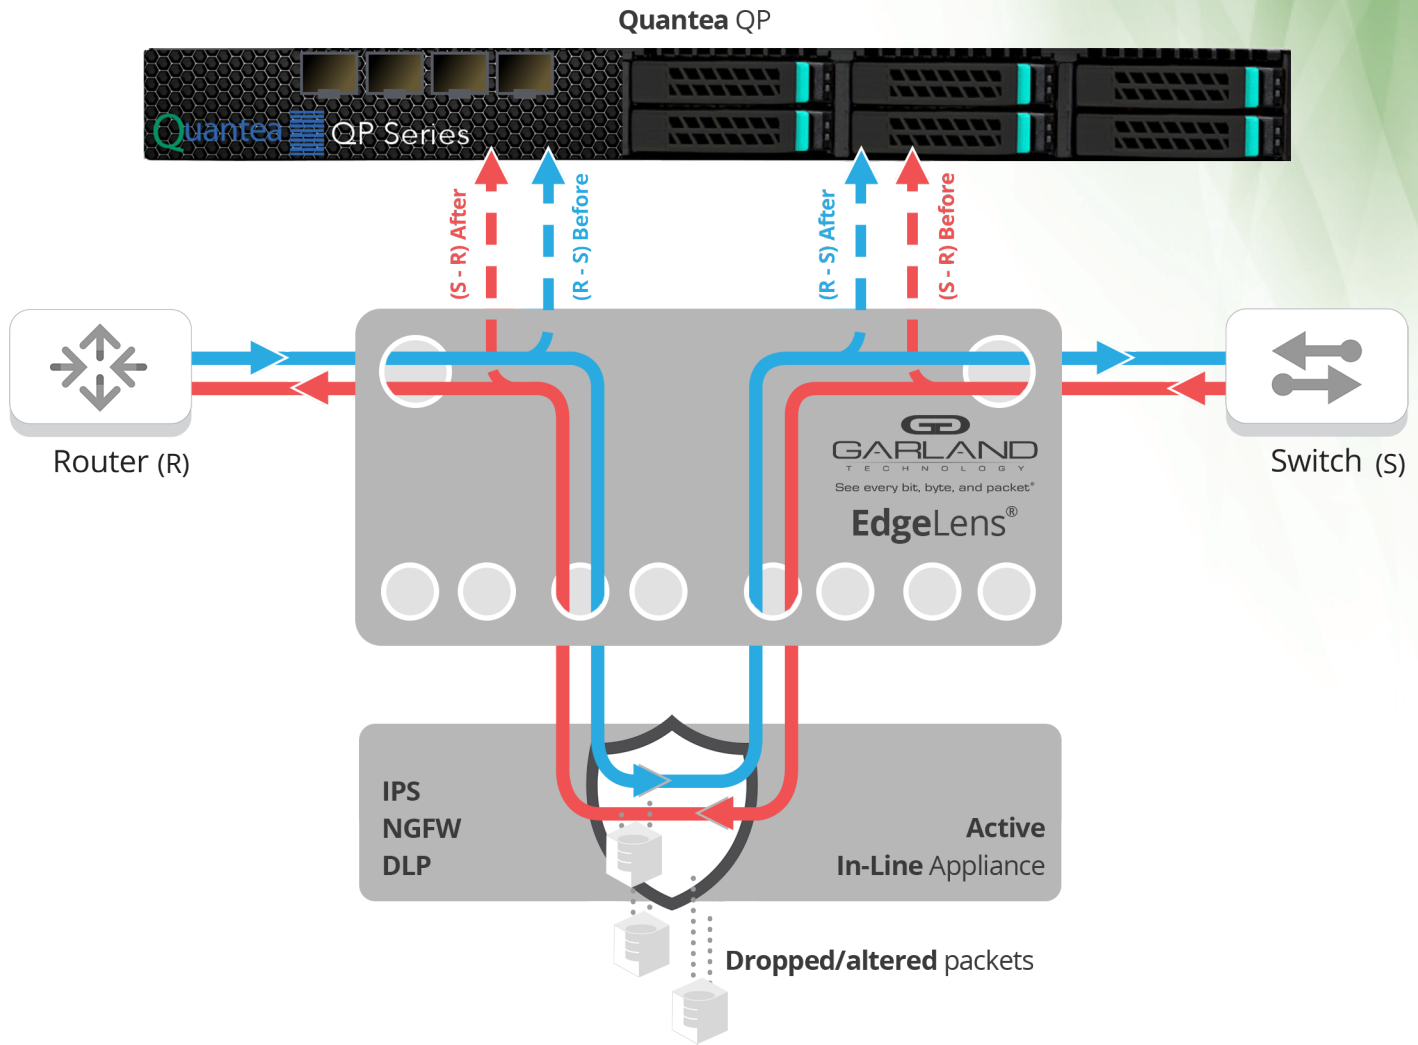 Quantea QP
Quantea QP Series
(S - R) After
(R - S) Before
(R - S) After
(S - R) Before
Router (R)
Switch (S)
GARLAND
TECHNOLOGY
See every bit, byte, and packet®
EdgeLens®
IPS
NGFW
DLP
Active
In-Line Appliance
Dropped/altered packets